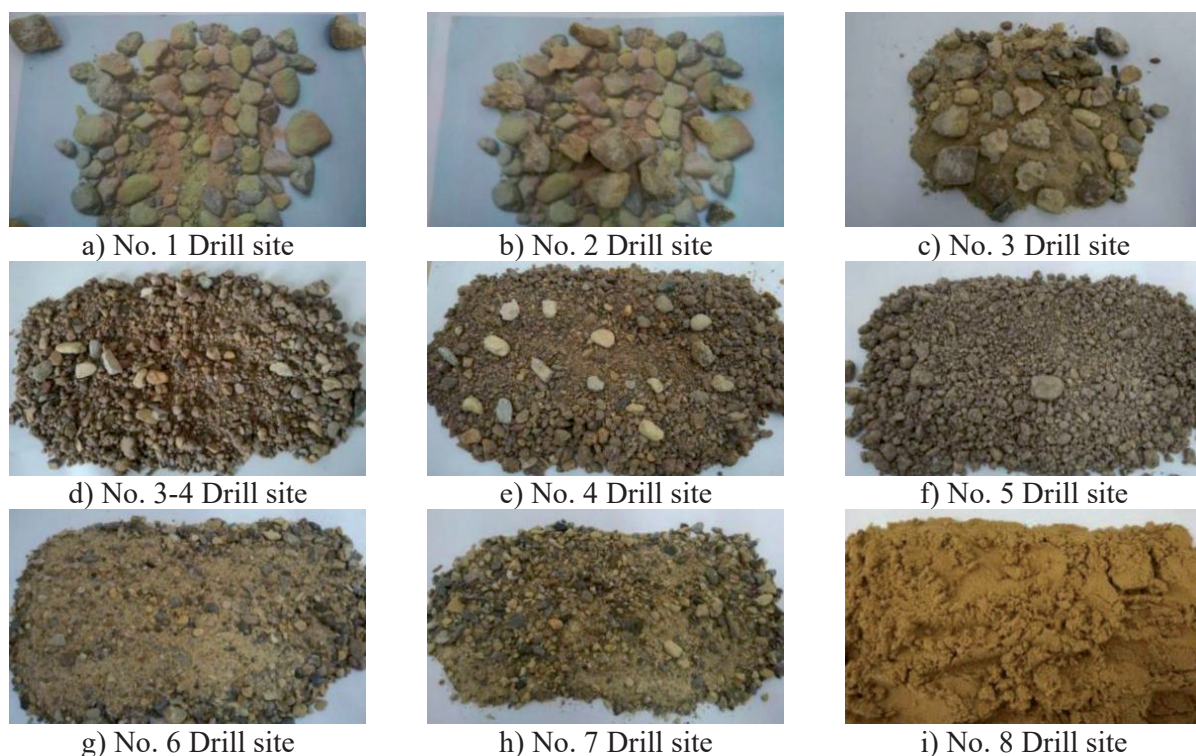 a) No. 1 Drill site
b) No. 2 Drill site
c) No. 3 Drill site
d) No. 3-4 Drill site
e) No. 4 Drill site
f) No. 5 Drill site
g) No. 6 Drill site
h) No. 7 Drill site
i) No. 8 Drill site